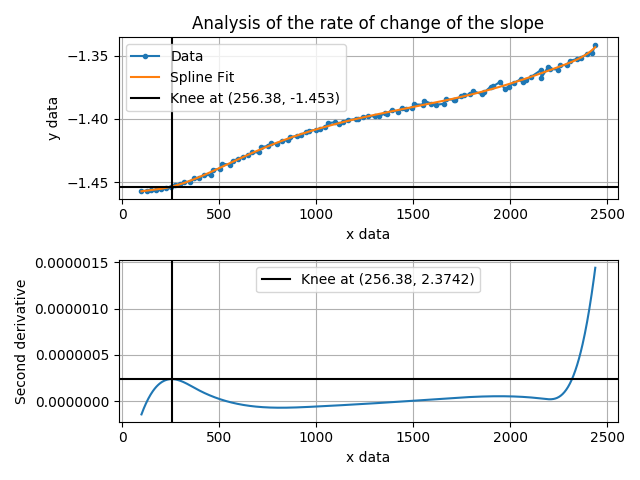 Analysis of the rate of change of the slope
−1.35
−1.40
−1.45
y data
Data
Spline Fit
Knee at (256.38, -1.453)
0 500 1000 1500 2000 2500
x data
0.0000015
0.0000010
0.0000005
0.0000000
Second derivative
Knee at (256.38, 2.3742)
0 500 1000 1500 2000 2500
x data